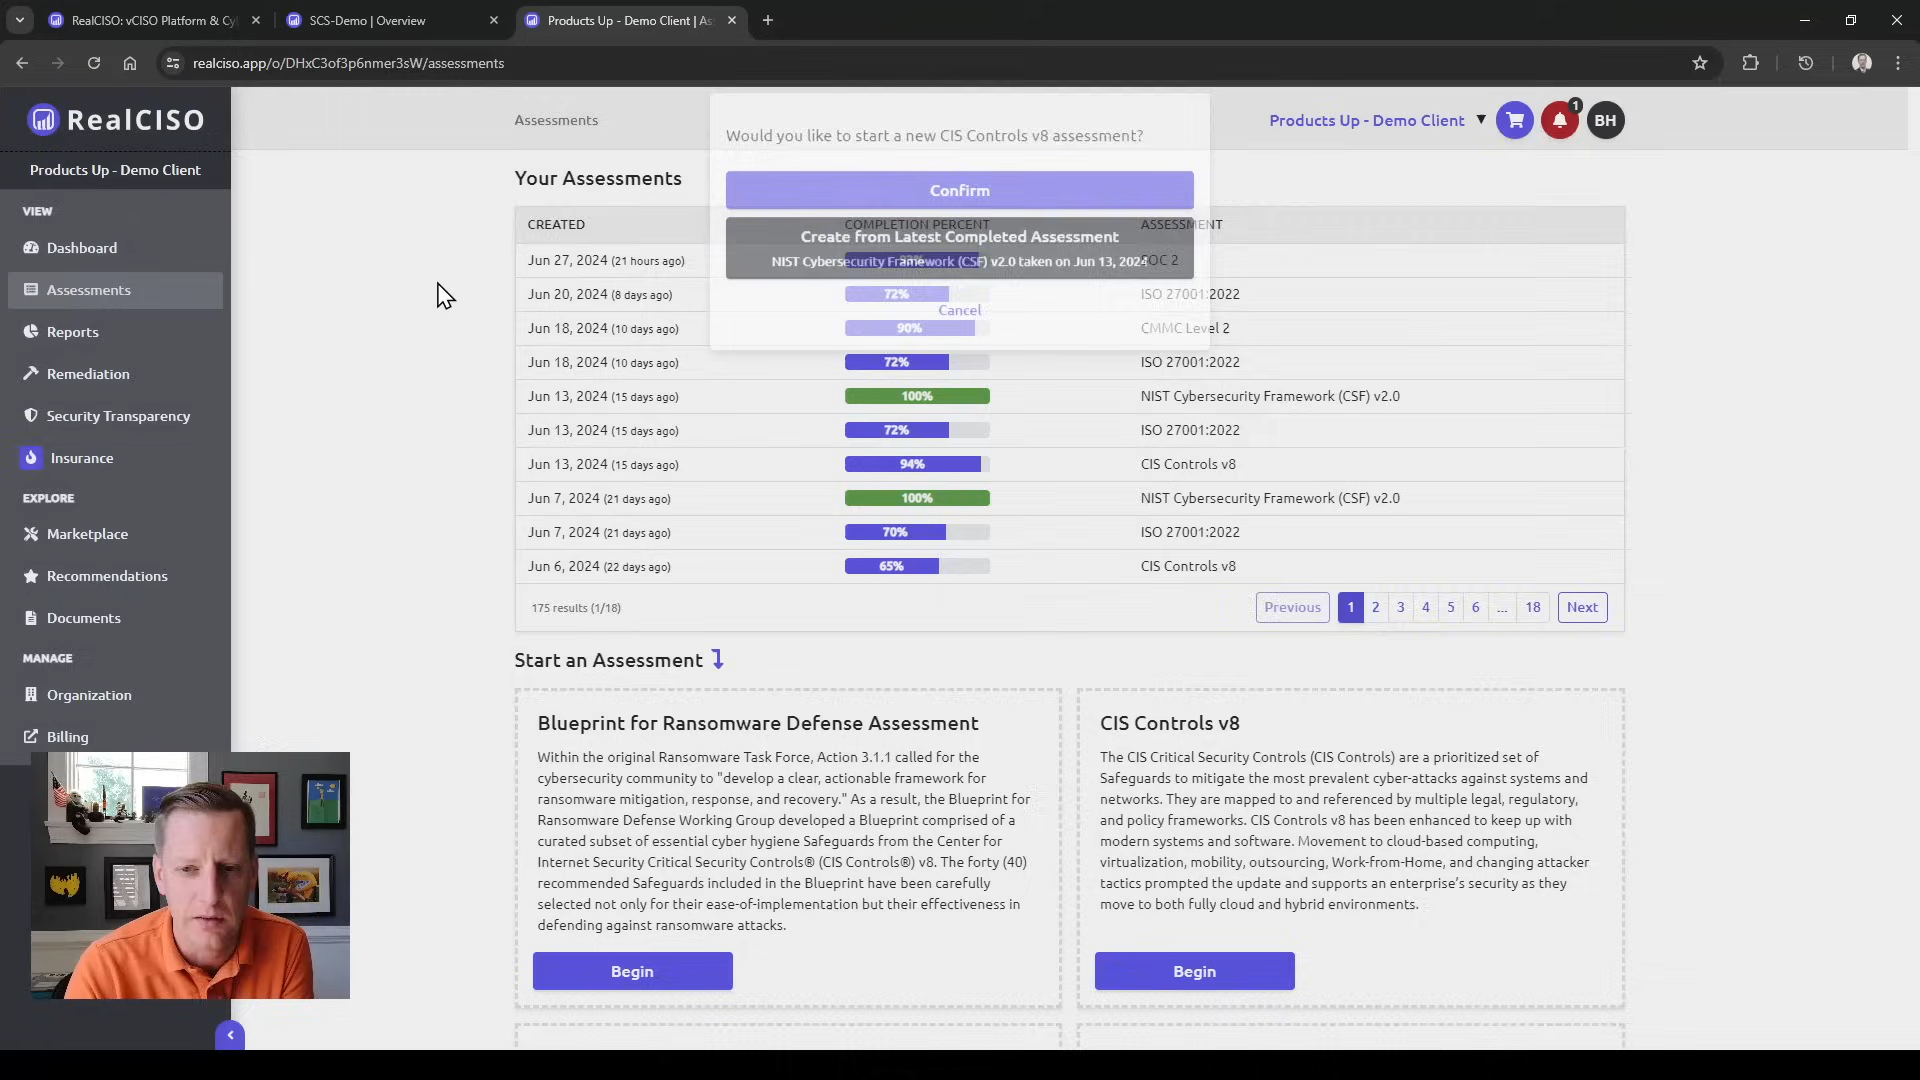 RealCISO: vCISO Platform & Cy
SCS-Demo | Overview
Products Up - Demo Client | As
realciso.app/o/DHxC3of3p6nmer3sW/assessments
RealCISO
Products Up - Demo Client
VIEW
Dashboard
Assessments
Reports
Remediation
Security Transparency
Insurance
EXPLORE
Marketplace
Recommendations
Documents
MANAGE
Organization
Billing
Assessments
Products Up - Demo Client
1
BH
Would you like to start a new CIS Controls v8 assessment?
Confirm
Create from Latest Completed Assessment
NIST Cybersecurity Framework (CSF) v2.0 taken on Jun 13, 2024
Cancel
Your Assessments
CREATED COMPLETION PERCENT ASSESSMENT
Jun 27, 2024 (21 hours ago) SOC 2
Jun 20, 2024 (8 days ago) 72% ISO 27001:2022
Jun 18, 2024 (10 days ago) 90% CMMC Level 2
Jun 18, 2024 (10 days ago) 72% ISO 27001:2022
Jun 13, 2024 (15 days ago) 100% NIST Cybersecurity Framework (CSF) v2.0
Jun 13, 2024 (15 days ago) 72% ISO 27001:2022
Jun 13, 2024 (15 days ago) 94% CIS Controls v8
Jun 7, 2024 (21 days ago) 100% NIST Cybersecurity Framework (CSF) v2.0
Jun 7, 2024 (21 days ago) 70% ISO 27001:2022
Jun 6, 2024 (22 days ago) 65% CIS Controls v8
175 results (1/18)
Previous 1 2 3 4 5 6 ... 18 Next
Start an Assessment
Blueprint for Ransomware Defense Assessment
Within the original Ransomware Task Force, Action 3.1.1 called for the
cybersecurity community to "develop a clear, actionable framework for
ransomware mitigation, response, and recovery." As a result, the Blueprint for
Ransomware Defense Working Group developed a Blueprint comprised of a
curated subset of essential cyber hygiene Safeguards from the Center for
Internet Security Critical Security Controls® (CIS Controls®) v8. The forty (40)
recommended Safeguards included in the Blueprint have been carefully
selected not only for their ease-of-implementation but their effectiveness in
defending against ransomware attacks.
Begin
CIS Controls v8
The CIS Critical Security Controls (CIS Controls) are a prioritized set of
Safeguards to mitigate the most prevalent cyber-attacks against systems and
networks. They are mapped to and referenced by multiple legal, regulatory,
and policy frameworks. CIS Controls v8 has been enhanced to keep up with
modern systems and software. Movement to cloud-based computing,
virtualization, mobility, outsourcing, Work-from-Home, and changing attacker
tactics prompted the update and supports an enterprise’s security as they
move to both fully cloud and hybrid environments.
Begin